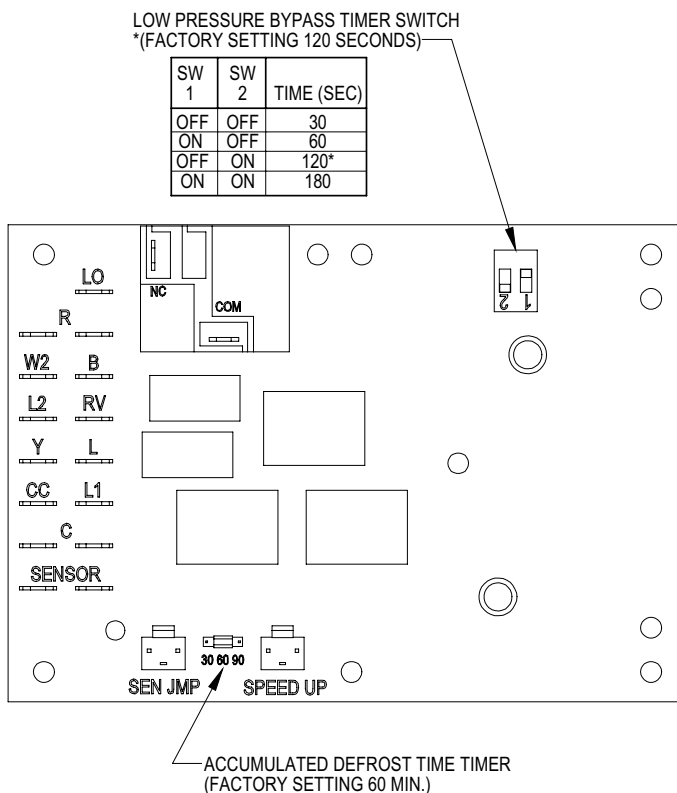 LOW PRESSURE BYPASS TIMER SWITCH
*(FACTORY SETTING 120 SECONDS)
SW 1 SW 2 TIME (SEC)
OFF OFF 30
ON OFF 60
OFF ON 120*
ON ON 180
LO
R
W2 B
L2 RV
Y L
CC L1
C
SENSOR
NC
COM
2 1
30 60 90
SEN JMP SPEED UP
ACCUMULATED DEFROST TIME TIMER
(FACTORY SETTING 60 MIN.)